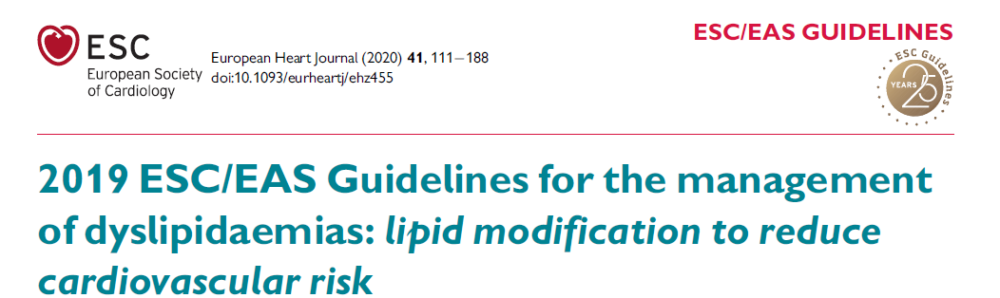 ESC
European Society
of Cardiology
European Heart Journal (2020) 41, 111–188
doi:10.1093/eurheartj/ehz455
ESC/EAS GUIDELINES
ESC Guidelines
YEARS 25
2019 ESC/EAS Guidelines for the management
of dyslipidaemias: lipid modification to reduce
cardiovascular risk